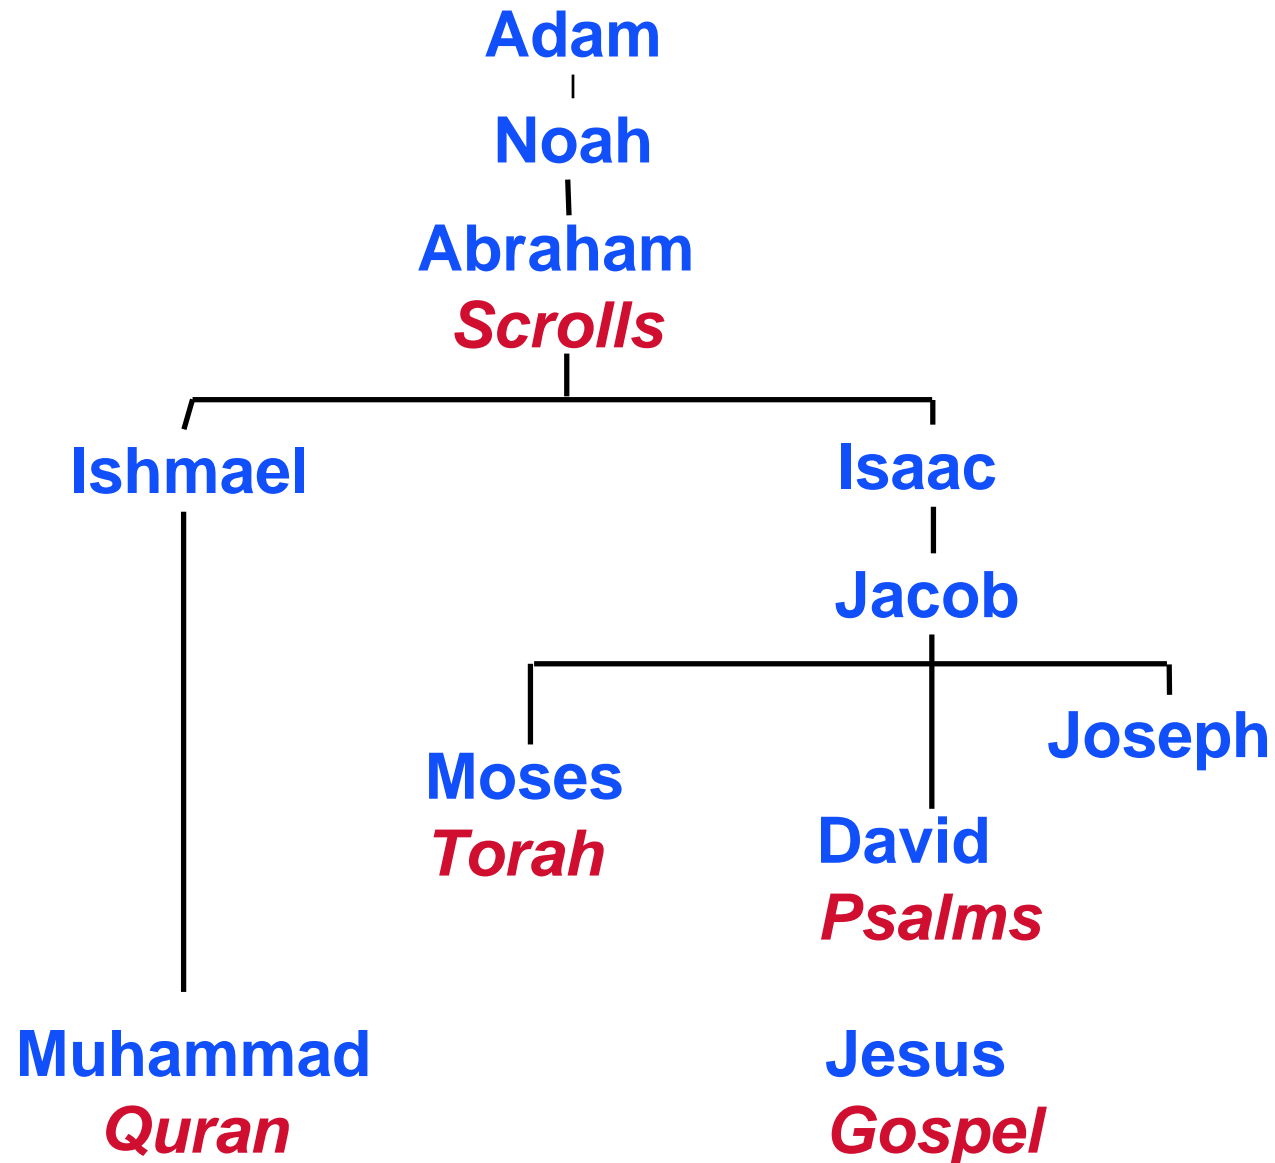 Adam
Noah
Abraham
Scrolls
Ishmael
Isaac
Jacob
Joseph
Moses
Torah
David
Psalms
Muhammad
Quran
Jesus
Gospel